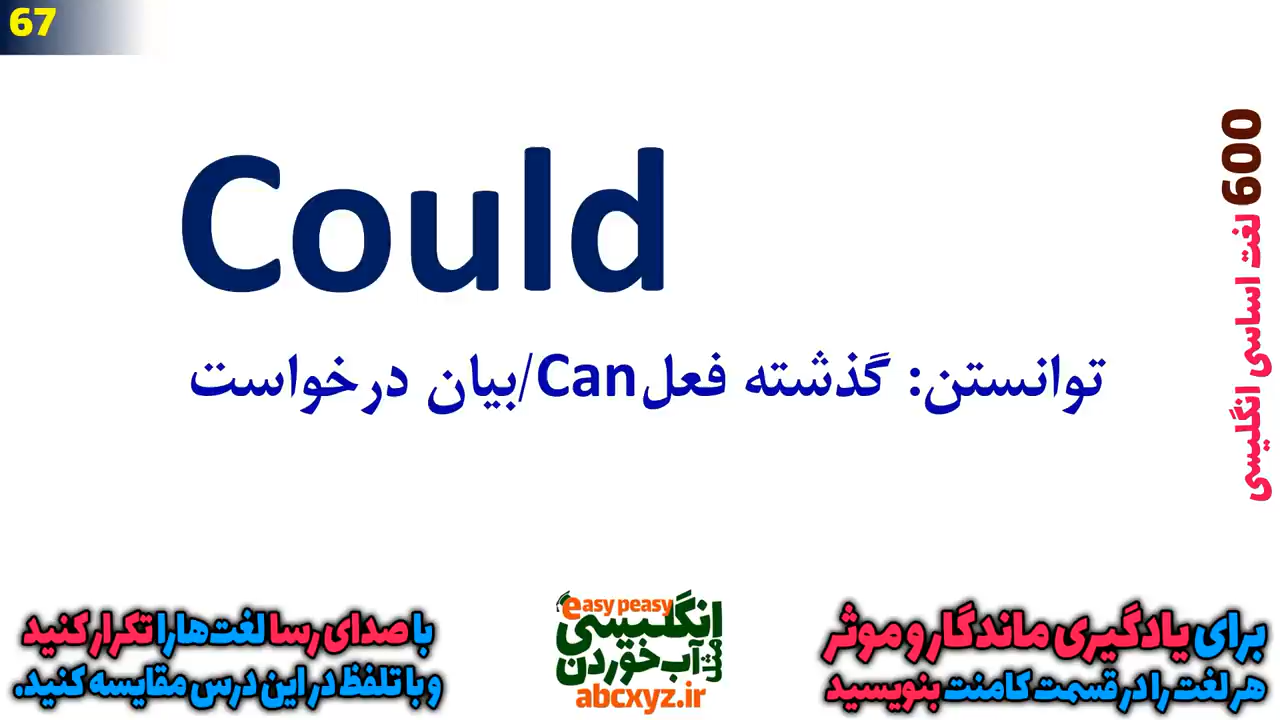 67
Could
توانستن: گذشته فعل Can/بیان درخواست
600 لغت اساسی انگلیسی
برای یادگیری ماندگار و موثر
هر لغت را در قسمت کامنت بنویسید
easy peasy
انگلیسی
مثل آب خوردن
abcxyz.ir
با صدای رسا لغت‌ها را تکرار کنید
و با تلفظ در این درس مقایسه کنید.